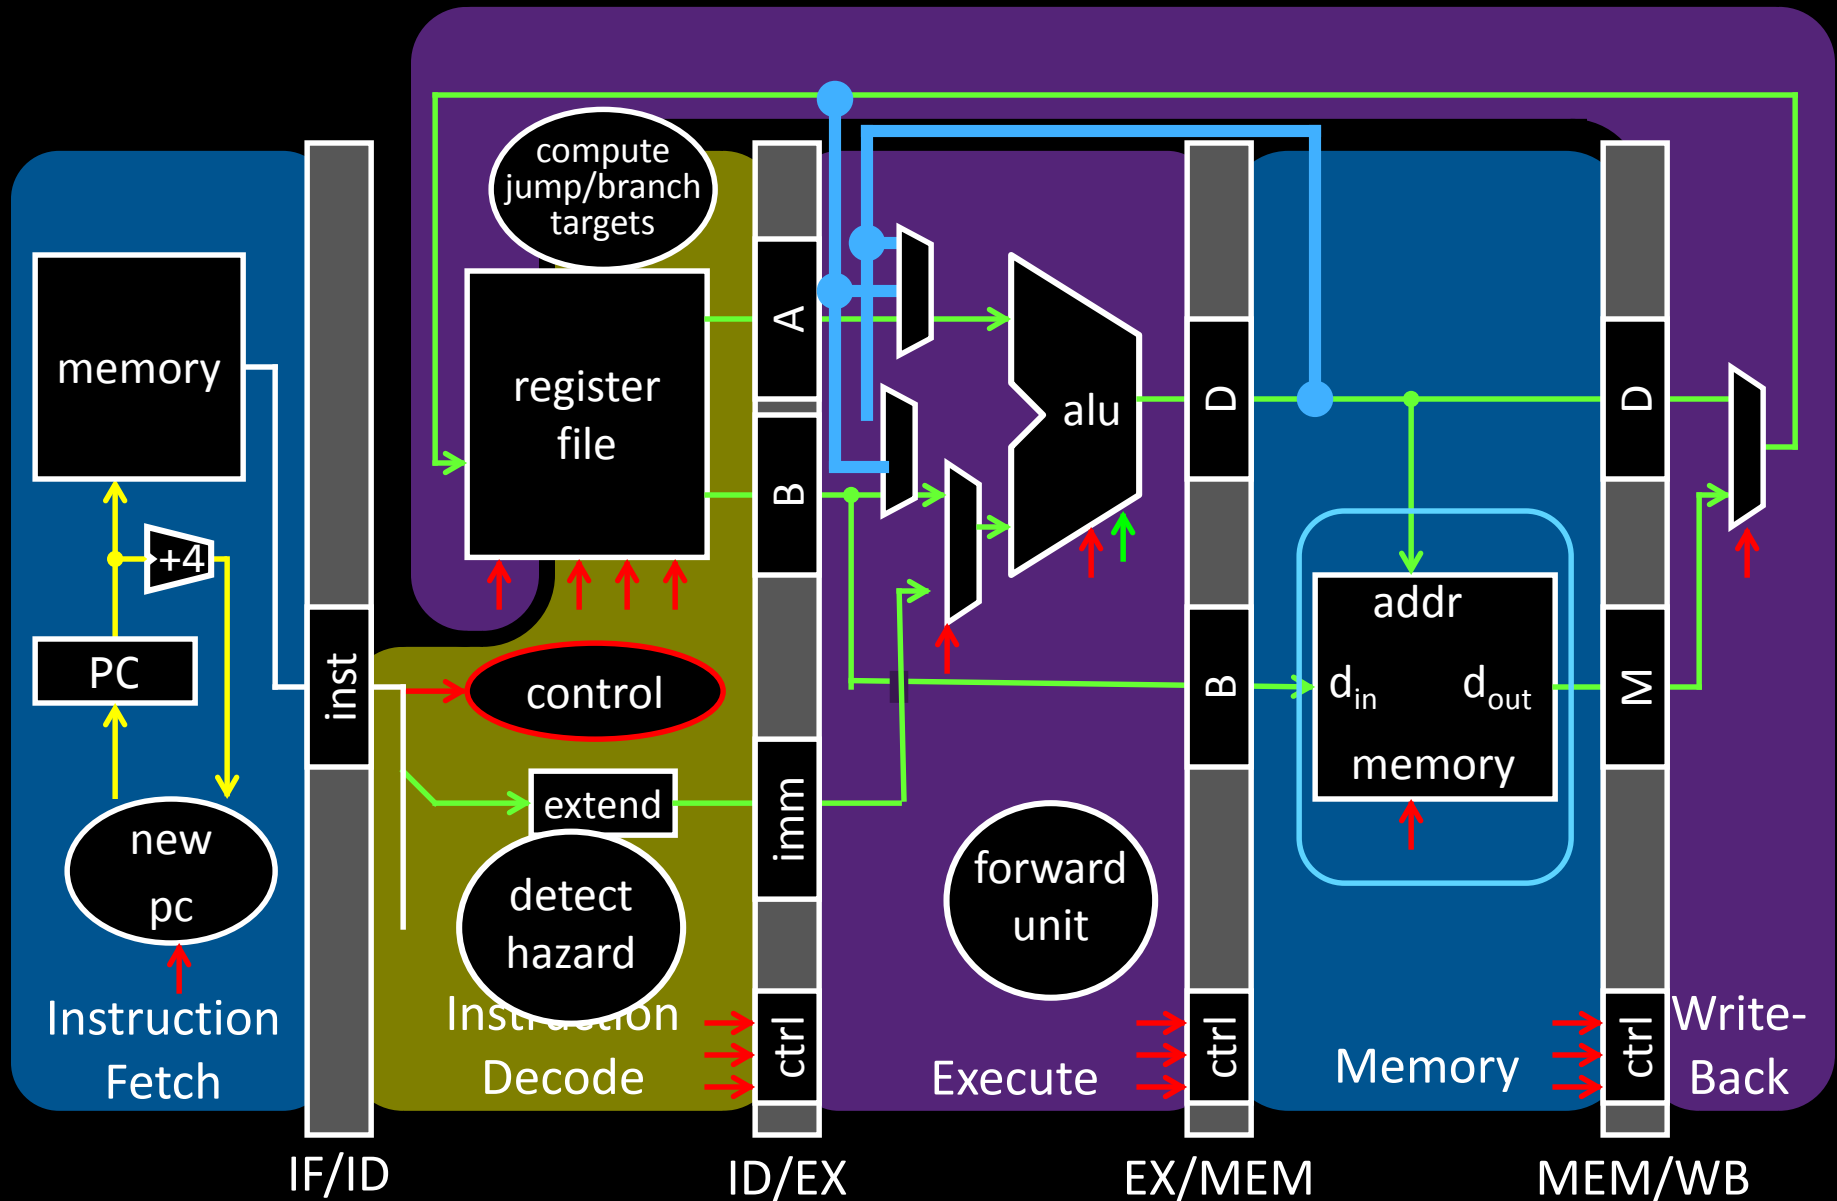 compute
jump/branch
targets
memory
register
file
alu
A
B
D
D
+4
PC
inst
control
extend
imm
B
addr
d_in
d_out
memory
M
new
pc
detect
hazard
forward
unit
Instruction
Fetch
Instruction
Decode
ctrl
Execute
ctrl
Memory
ctrl
Write-
Back
IF/ID
ID/EX
EX/MEM
MEM/WB